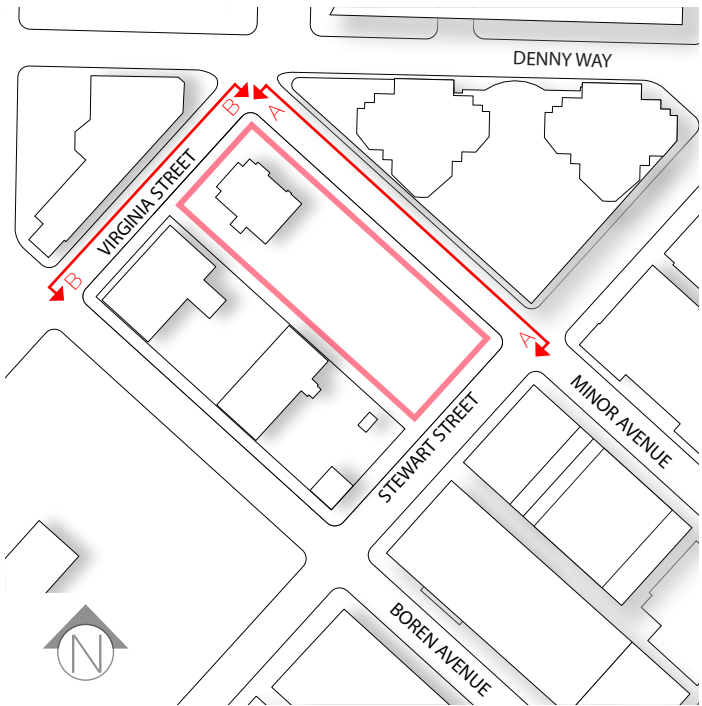 DENNY WAY
B
A
VIRGINIA STREET
B
A
MINOR AVENUE
STEWART STREET
BOREN AVENUE
N